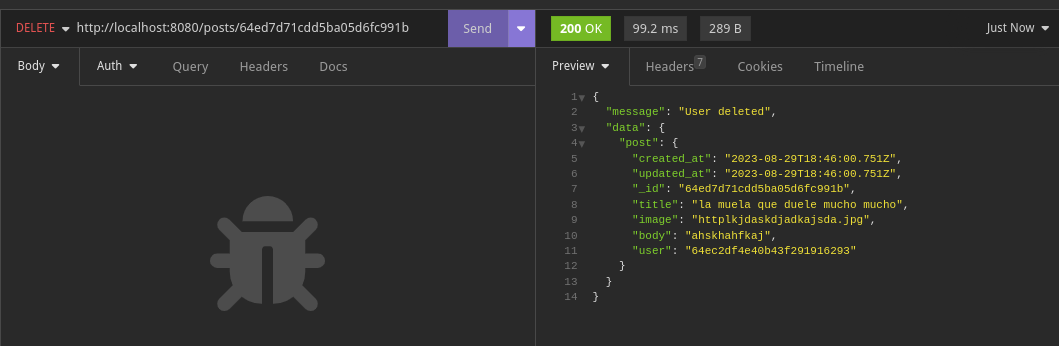 DELETE http://localhost:8080/posts/64ed7d71cdd5ba05d6fc991b Send 200 OK 99.2 ms 289 B Just Now
Body Auth Query Headers Docs
Preview Headers 7 Cookies Timeline
1 {
2 "message": "User deleted",
3 "data": {
4 "post": {
5 "created_at": "2023-08-29T18:46:00.751Z",
6 "updated_at": "2023-08-29T18:46:00.751Z",
7 "_id": "64ed7d71cdd5ba05d6fc991b",
8 "title": "la muela que duele mucho mucho",
9 "image": "httplkjdaskdjadkajsda.jpg",
10 "body": "ahskhahfkaj",
11 "user": "64ec2df4e40b43f291916293"
12 }
13 }
14 }